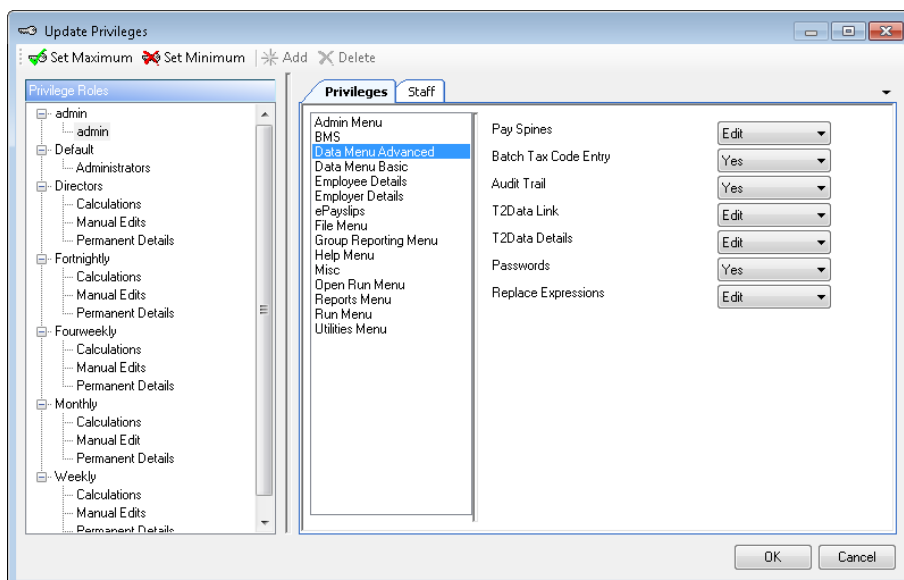 Update Privileges
Set Maximum Set Minimum Add Delete
Privilege Roles
admin
admin
Default
Administrators
Directors
Calculations
Manual Edits
Permanent Details
Fortnightly
Calculations
Manual Edits
Permanent Details
Fourweekly
Calculations
Manual Edits
Permanent Details
Monthly
Calculations
Manual Edit
Permanent Details
Weekly
Calculations
Manual Edits
Permanent Details
Privileges Staff
Admin Menu
BMS
Data Menu Advanced
Data Menu Basic
Employee Details
Employer Details
ePayslips
File Menu
Group Reporting Menu
Help Menu
Misc
Open Run Menu
Reports Menu
Run Menu
Utilities Menu
Pay Spines Edit
Batch Tax Code Entry Yes
Audit Trail Yes
T2Data Link Edit
T2Data Details Edit
Passwords Yes
Replace Expressions Edit
OK Cancel